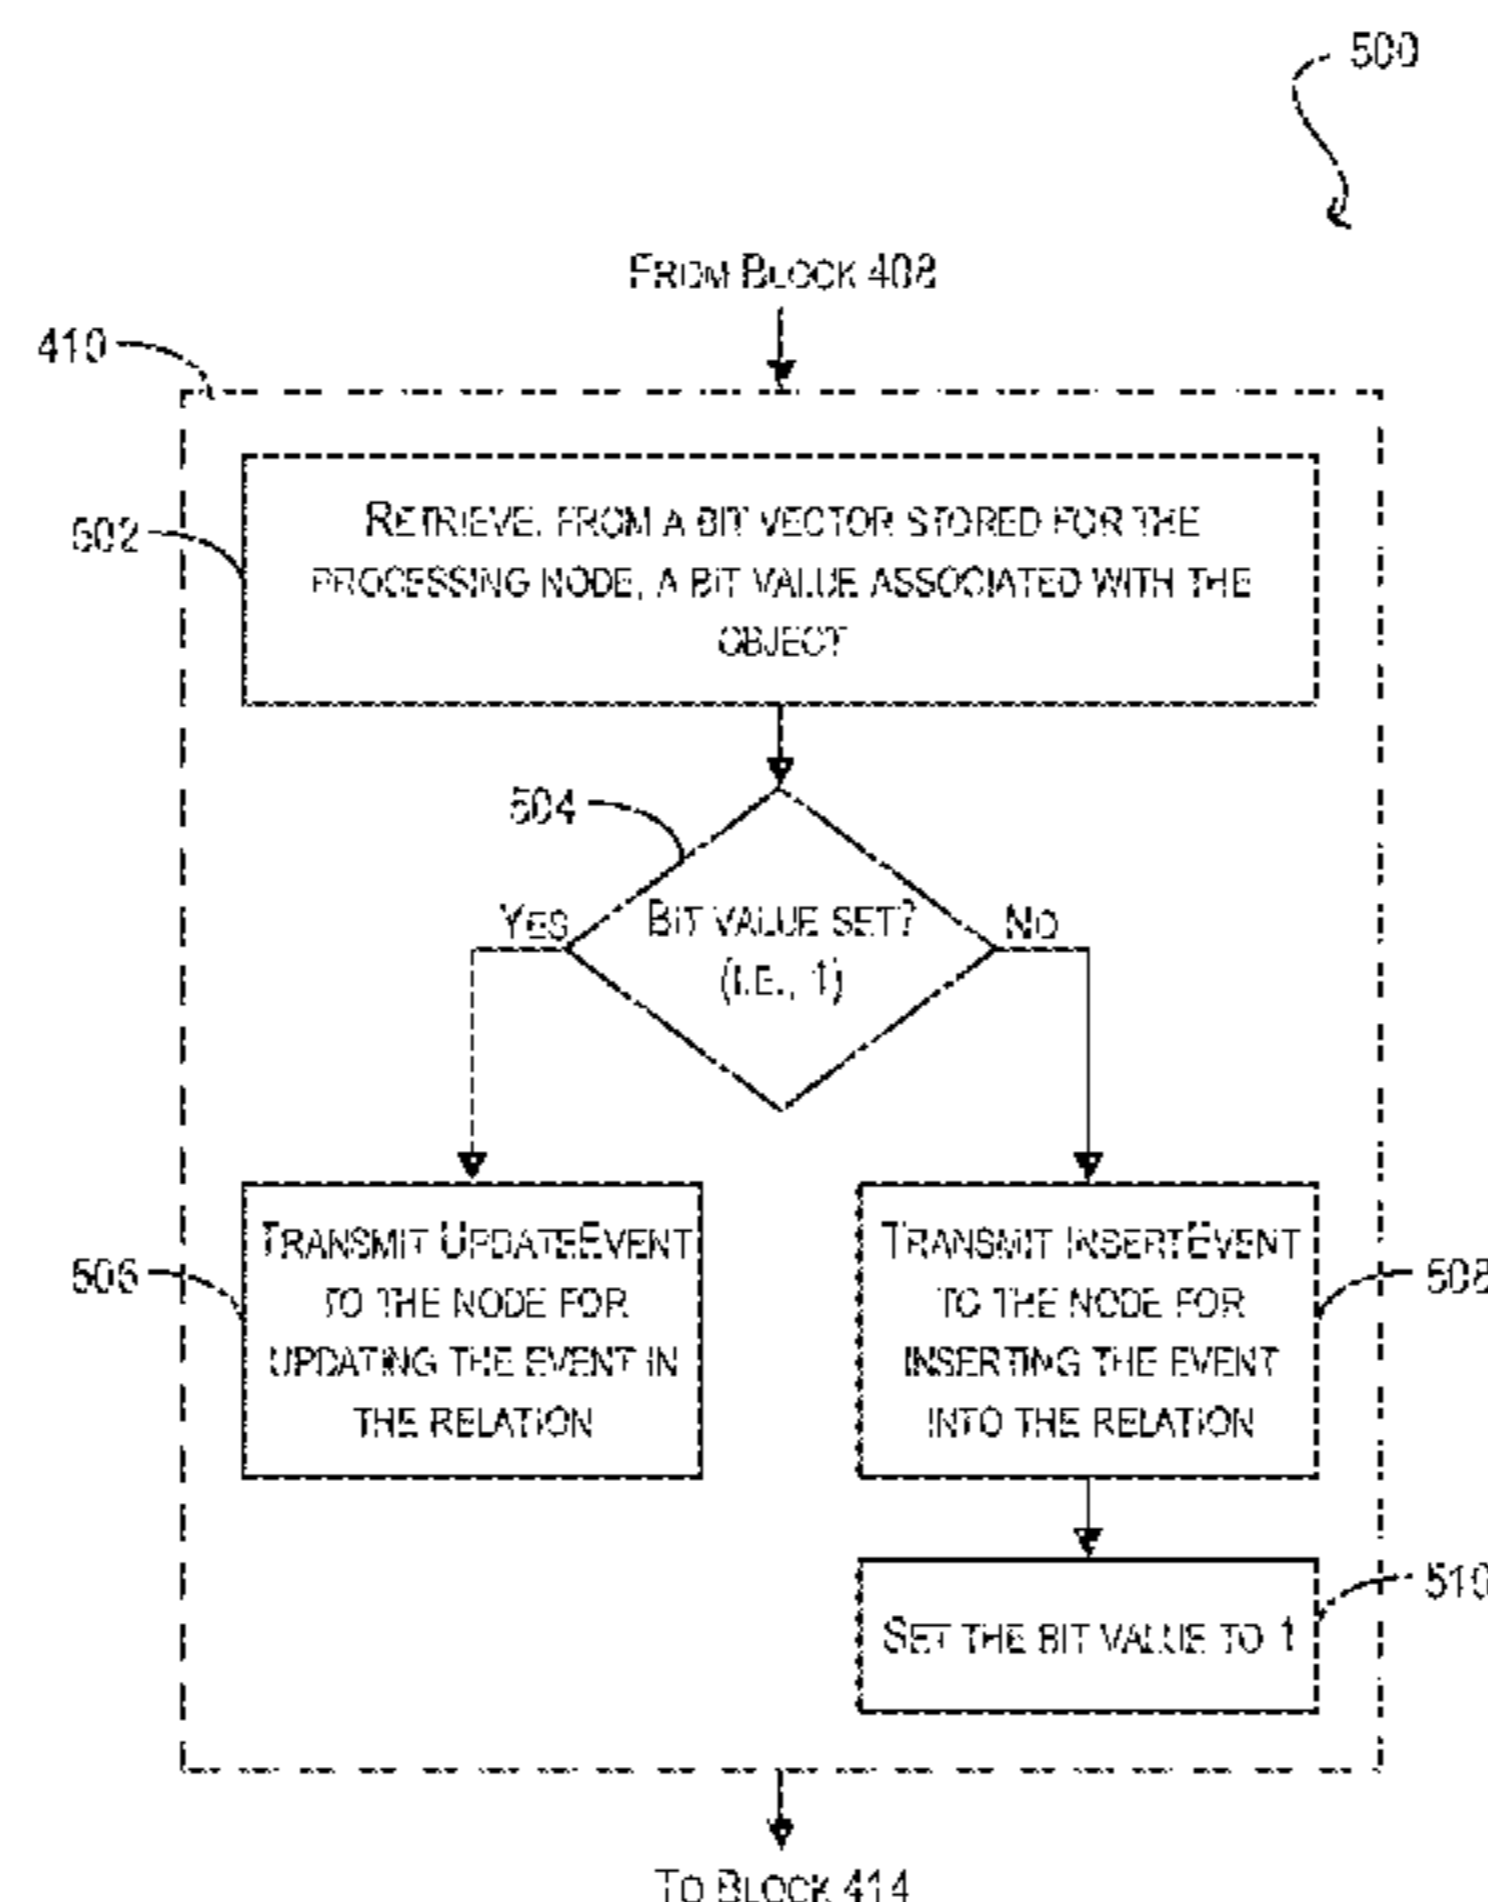 500
FROM BLOCK 408
410
502
RETRIEVE, FROM A BIT VECTOR STORED FOR THE
PROCESSING NODE, A BIT VALUE ASSOCIATED WITH THE
OBJECT
504
YES
BIT VALUE SET?
NO
(I.E., 1)
506
TRANSMIT UPDATEEVENT
TO THE NODE FOR
UPDATING THE EVENT IN
THE RELATION
TRANSMIT INSERTEVENT
TO THE NODE FOR
INSERTING THE EVENT
INTO THE RELATION
508
510
SET THE BIT VALUE TO 1
TO BLOCK 414